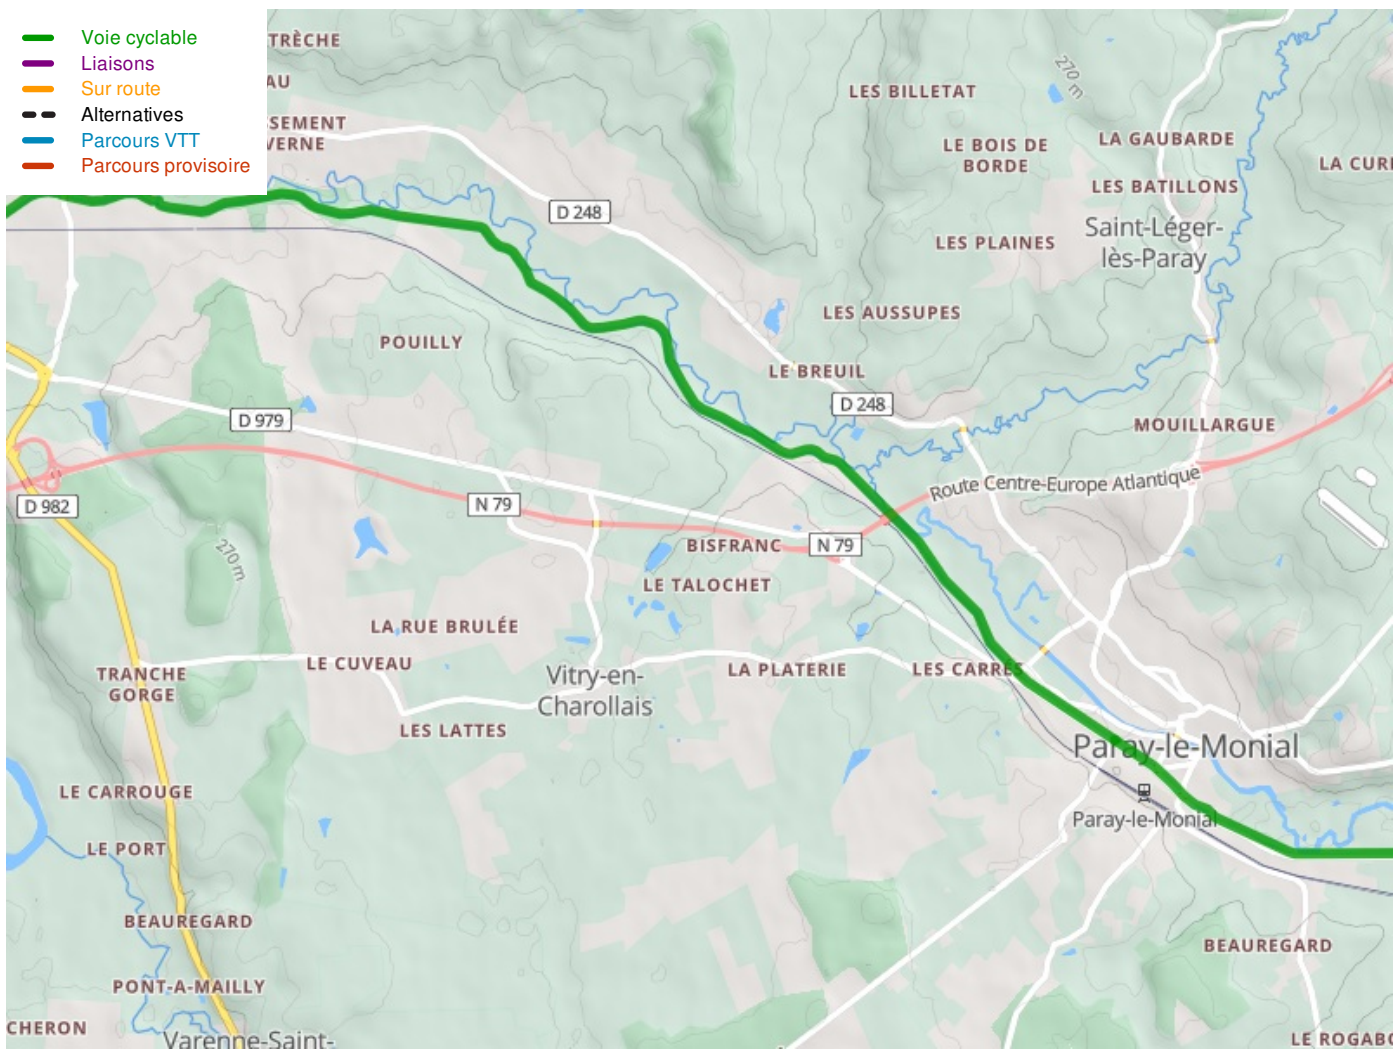 Voie cyclable
Liaisons
Sur route
Alternatives
Parcours VTT
Parcours provisoire
TRÈCHE
AU
SSEMENT
VERNE
270 m
LES BILLETAT
LE BOIS DE
BORDE
LA GAUBARDE
LA CURE
LES BATILLONS
Saint-Léger-
lès-Paray
D 248
LES PLAINES
LES AUSSUPES
POUILLY
LE BREUIL
D 248
D 979
MOUILLARGUE
Route Centre-Europe Atlantique
D 982
N 79
BISFRANC
N 79
270 m
LE TALOCHET
LA RUE BRULÉE
LE CUVEAU
TRANCHE
GORGE
Vitry-en-
Charollais
LA PLATERIE
LES CARRÉS
LES LATTES
Paray-le-Monial
LE CARROUGE
Paray-le-Monial
LE PORT
BEAUREGARD
BEAUREGARD
PONT-A-MAILLY
CHERON
Varenne-Saint-
LE ROGABO